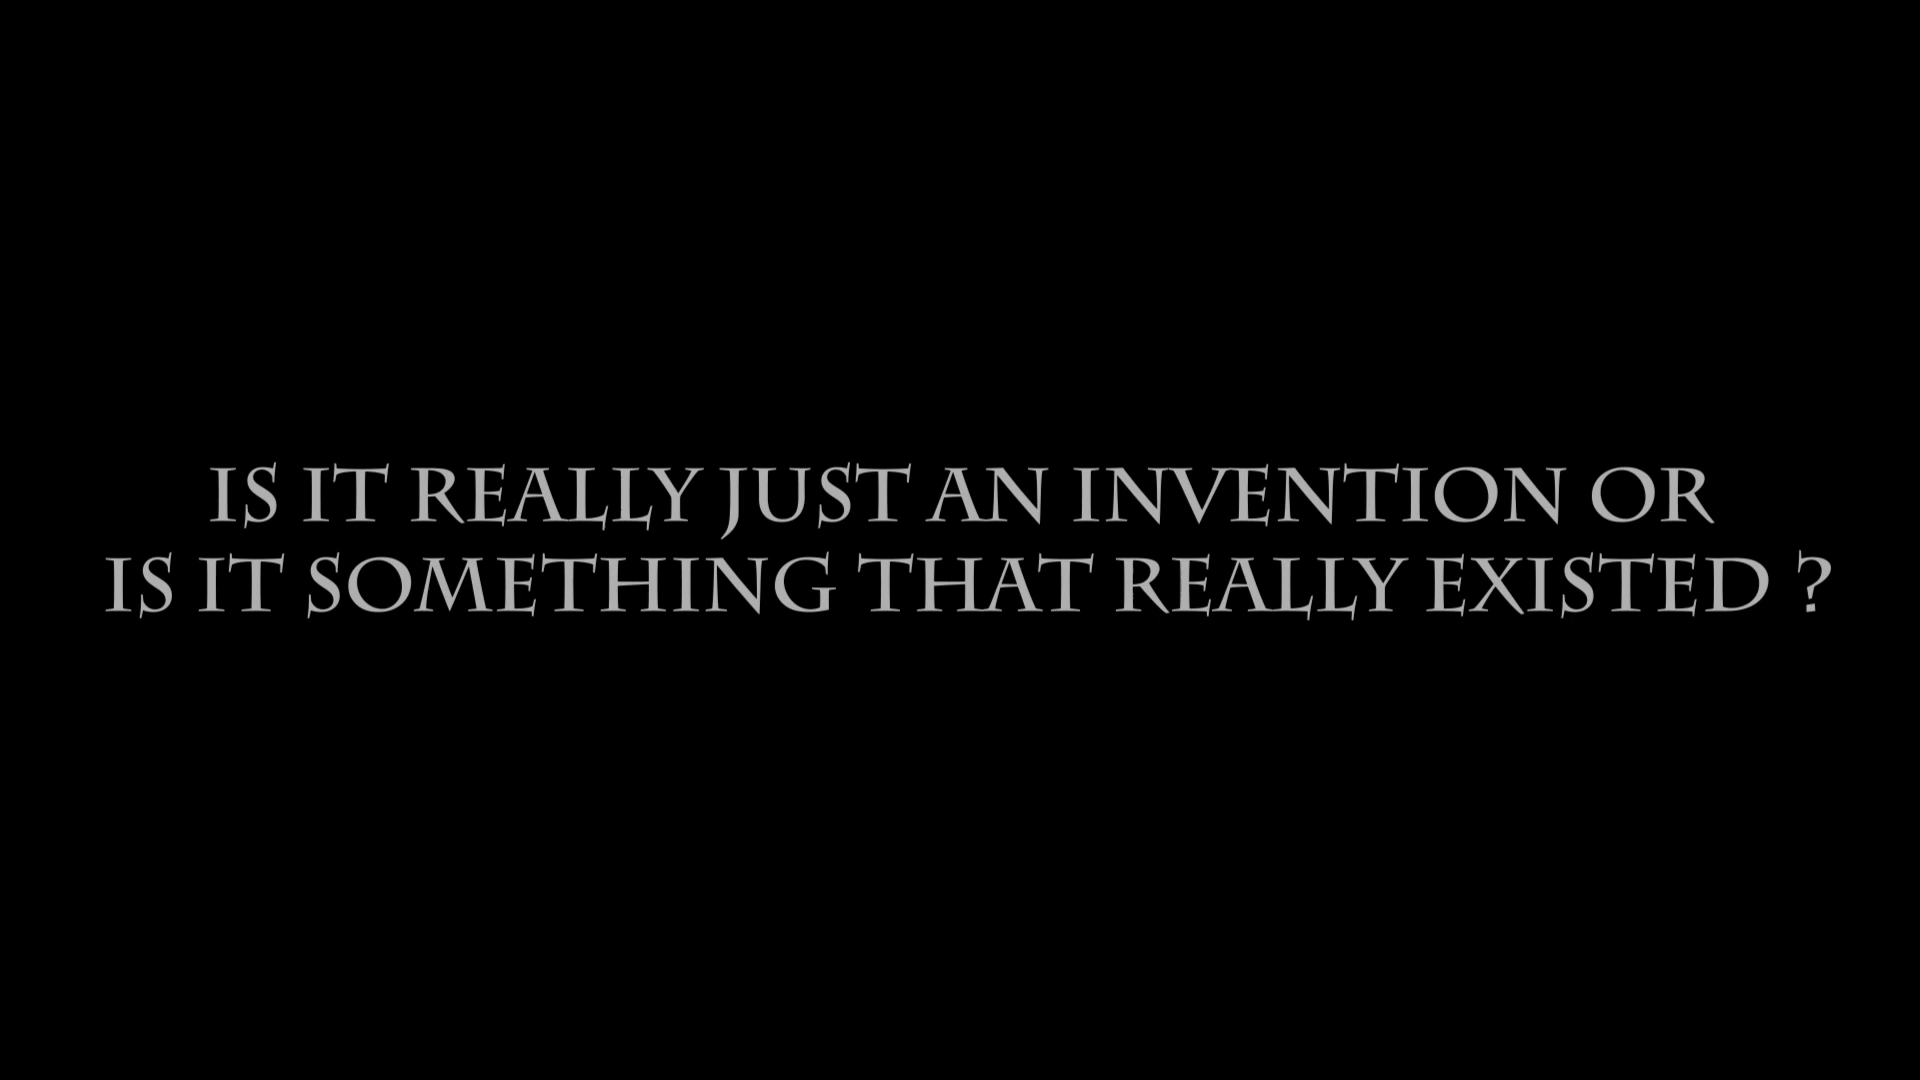 IS IT REALLY JUST AN INVENTION OR
IS IT SOMETHING THAT REALLY EXISTED ?